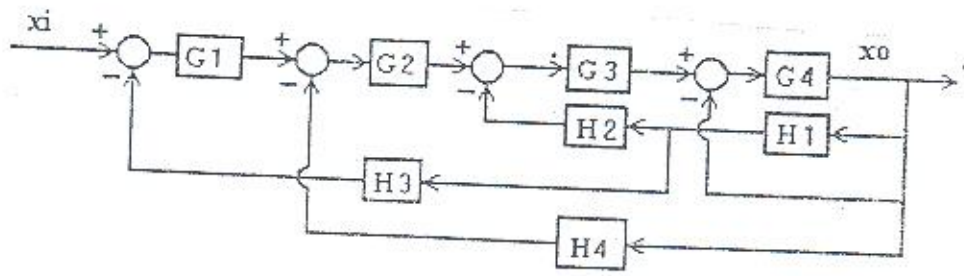 xi + − G1 + − G2 + − G3 + − G4 xo
H2 H1
H3
H4